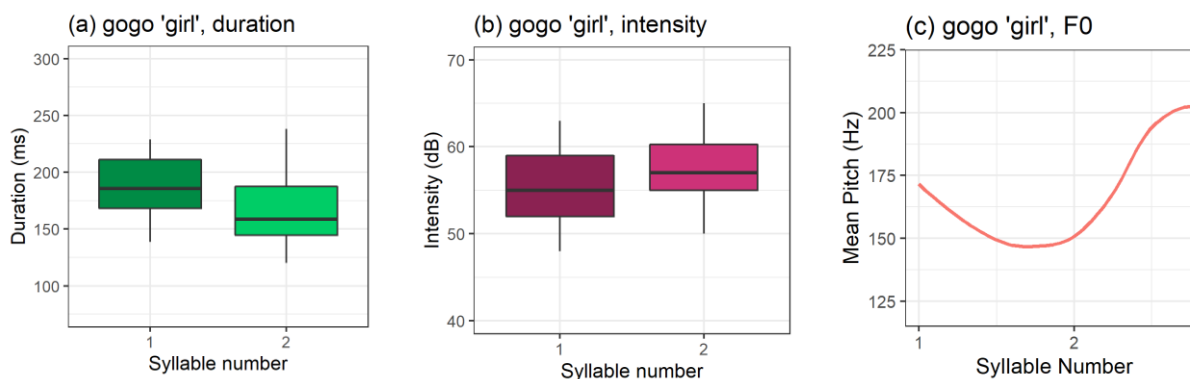 (a) gogo 'girl', duration
300
250
200
150
100
Duration (ms)
1 2
Syllable number
(b) gogo 'girl', intensity
70
60
50
40
Intensity (dB)
1 2
Syllable number
(c) gogo 'girl', F0
225
200
175
150
125
Mean Pitch (Hz)
1 2
Syllable Number